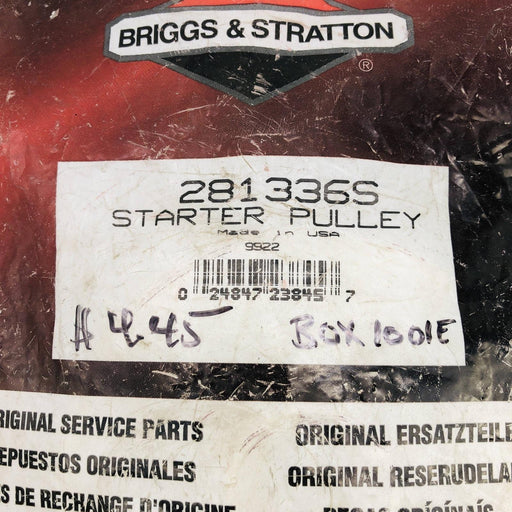 BRIGGS & STRATTON
®
281336S
STARTER PULLEY
Made in USA
9922
0 24847 23845 7
# 4.45 BOX 1001E
ORIGINAL SERVICE PARTS
ORIGINAL ERSATZTEILE
REPUESTOS ORIGINALES
ORIGINAL RESERUDELA
S DE RECHANGE D'ORIGINE